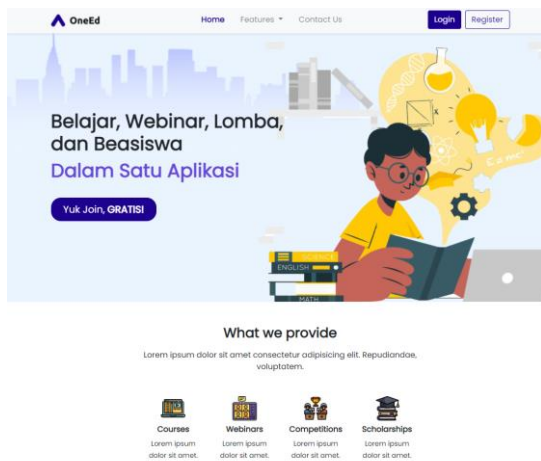 OneEd
Home Features Contact Us
Login Register
Belajar, Webinar, Lomba,
dan Beasiswa
Dalam Satu Aplikasi
Yuk Join, GRATIS!
x
E=mc²
SCIENCE
ENGLISH
MATH
What we provide
Lorem ipsum dolor sit amet consectetur adipisicing elit. Repudiandae,
voluptatem.
Courses Webinars Competitions Scholarships
Lorem ipsum Lorem ipsum Lorem ipsum Lorem ipsum
dolor sit amet. dolor sit amet. dolor sit amet. dolor sit amet.